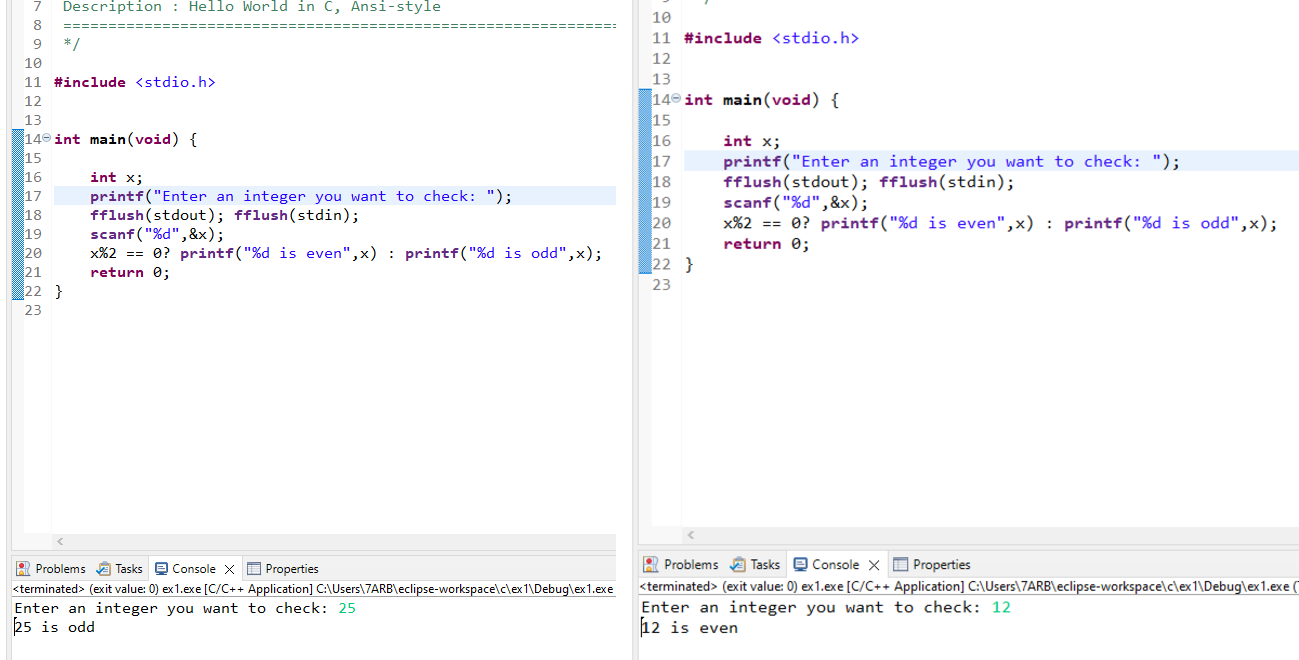 7 Description : Hello World in C, Ansi-style
8 ==============================================================
9 */
10
11 #include <stdio.h>
12
13
14 int main(void) {
15
16 int x;
17 printf("Enter an integer you want to check: ");
18 fflush(stdout); fflush(stdin);
19 scanf("%d",&x);
20 x%2 == 0? printf("%d is even",x) : printf("%d is odd",x);
21 return 0;
22 }
23
Problems Tasks Console Properties
<terminated> (exit value: 0) ex1.exe [C/C++ Application] C:\Users\7ARB\eclipse-workspace\c\ex1\Debug\ex1.exe
Enter an integer you want to check: 25
25 is odd
10
11 #include <stdio.h>
12
13
14 int main(void) {
15
16 int x;
17 printf("Enter an integer you want to check: ");
18 fflush(stdout); fflush(stdin);
19 scanf("%d",&x);
20 x%2 == 0? printf("%d is even",x) : printf("%d is odd",x);
21 return 0;
22 }
23
Problems Tasks Console Properties
<terminated> (exit value: 0) ex1.exe [C/C++ Application] C:\Users\7ARB\eclipse-workspace\c\ex1\Debug\ex1.exe (
Enter an integer you want to check: 12
12 is even